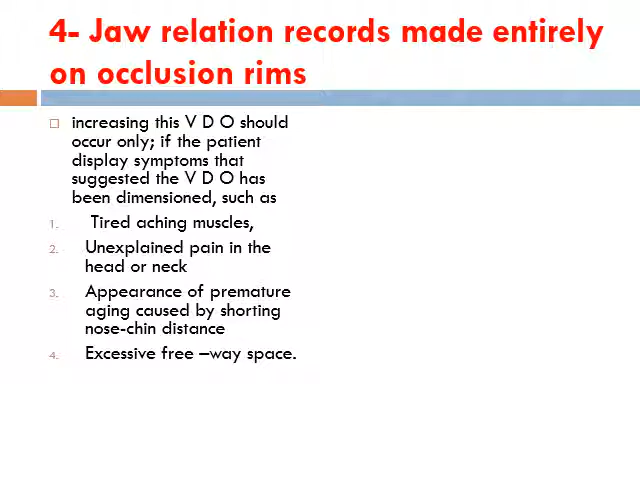 4- Jaw relation records made entirely
on occlusion rims
increasing this V D O should
occur only; if the patient
display symptoms that
suggested the V D O has
been dimensioned, such as
1. Tired aching muscles,
2. Unexplained pain in the
head or neck
3. Appearance of premature
aging caused by shorting
nose-chin distance
4. Excessive free –way space.